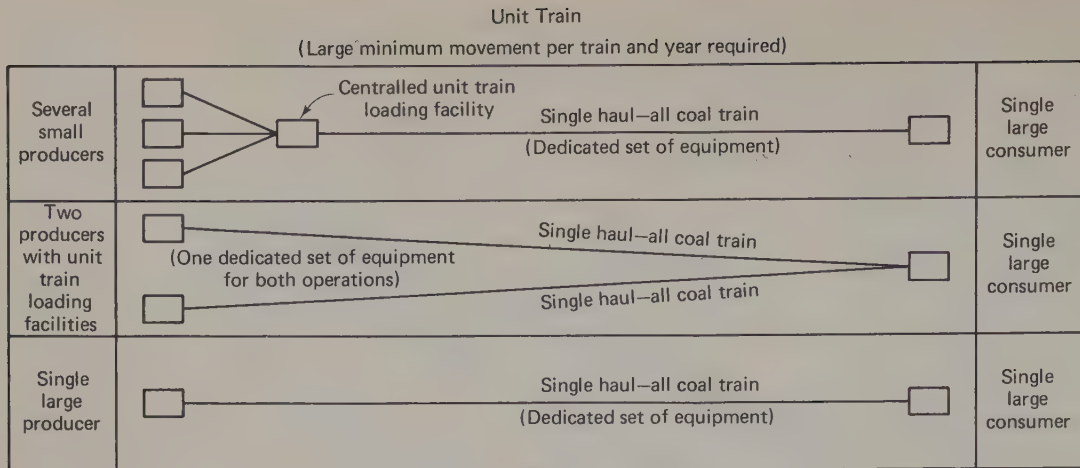 Unit Train
(Large minimum movement per train and year required)
Several
small
producers
Centralled unit train
loading facility
Single haul—all coal train
(Dedicated set of equipment)
Single
large
consumer
Two
producers
with unit
train
loading
facilities
Single haul—all coal train
(One dedicated set of equipment
for both operations)
Single haul—all coal train
Single
large
consumer
Single
large
producer
Single haul—all coal train
(Dedicated set of equipment)
Single
large
consumer